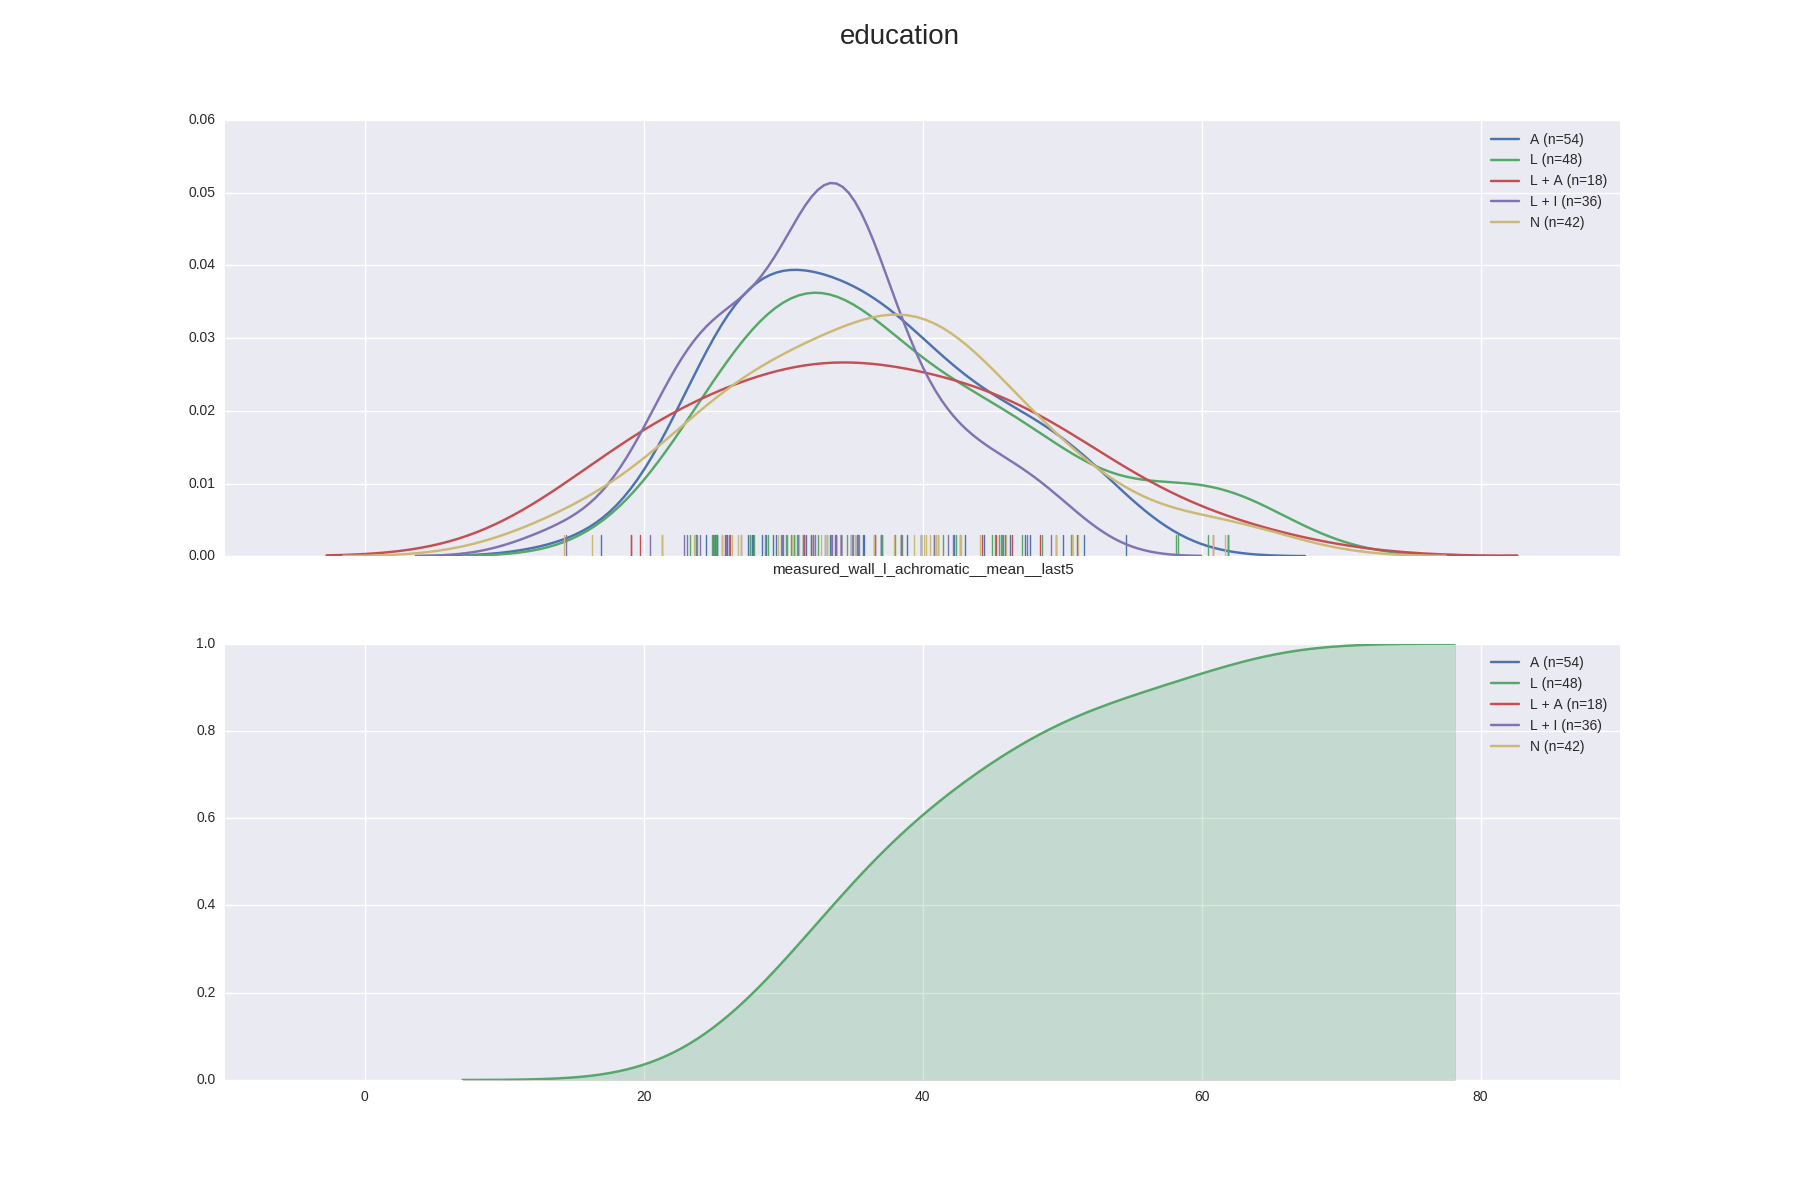 education
0.06
0.05
0.04
0.03
0.02
0.01
0.00
A (n=54)
L (n=48)
L + A (n=18)
L + I (n=36)
N (n=42)
measured_wall_l_achromatic__mean__last5
1.0
0.8
0.6
0.4
0.2
0.0
A (n=54)
L (n=48)
L + A (n=18)
L + I (n=36)
N (n=42)
0 20 40 60 80